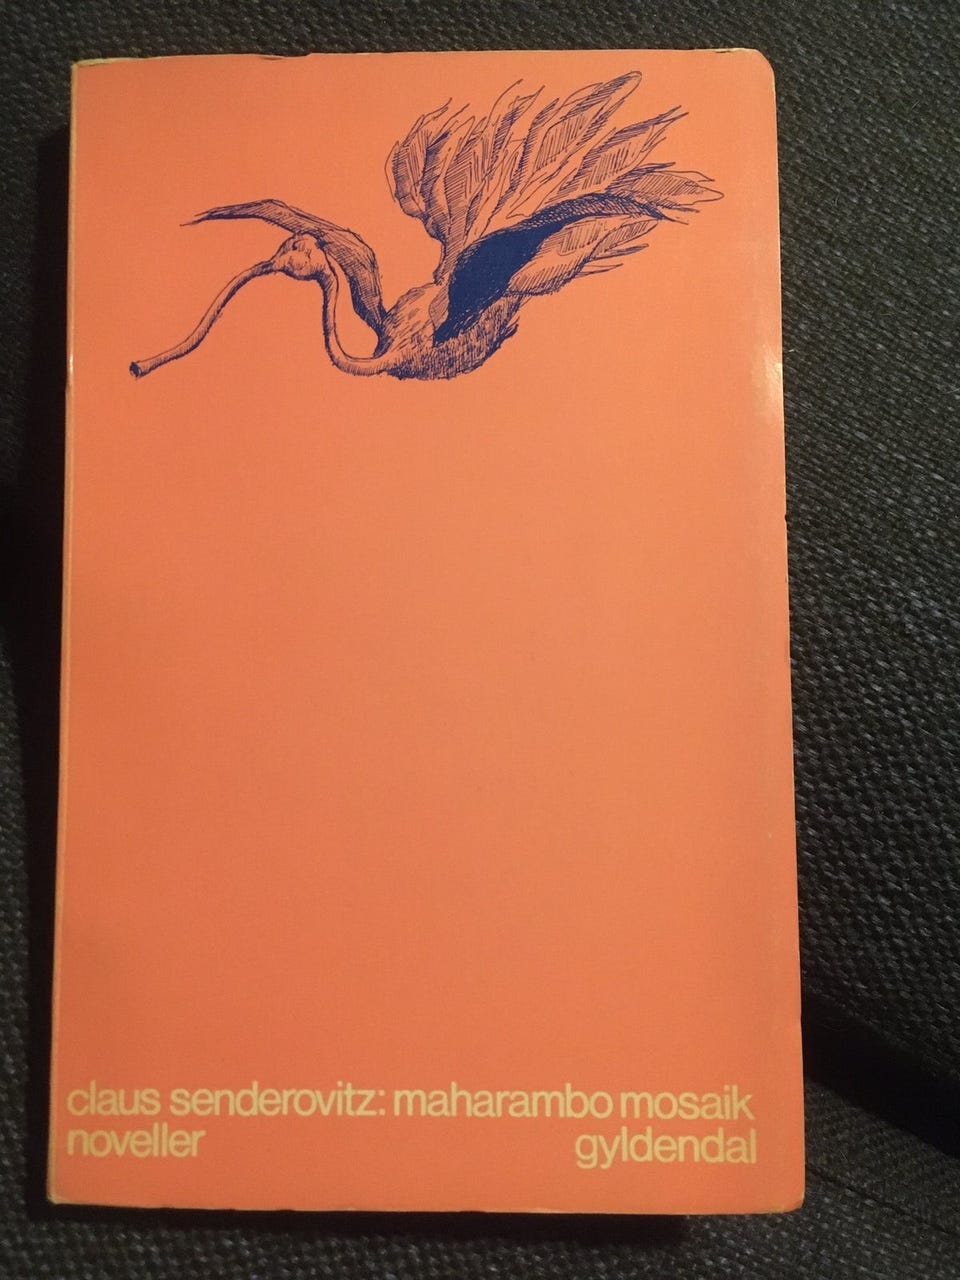 claus senderovitz: maharambo mosaik
noveller gyldendal